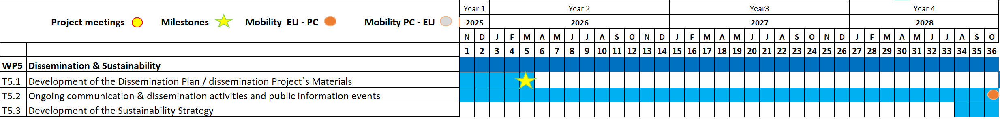 Year 1 Year 2 Year3 Year 4
Project meetings Milestones Mobility EU - PC Mobility PC - EU 2025 2026 2027 2028
N D J F M A M J J A S O N D J F M A M J J A S O N D J F M A M J J A S O
1 2 3 4 5 6 7 8 9 10 11 12 13 14 15 16 17 18 19 20 21 22 23 24 25 26 27 28 29 30 31 32 33 34 35 36
WP5 Dissemination & Sustainability
T5.1 Development of the Dissemination Plan / dissemination Project`s Materials
T5.2 Ongoing communication & dissemination activities and public information events
T5.3 Development of the Sustainability Strategy